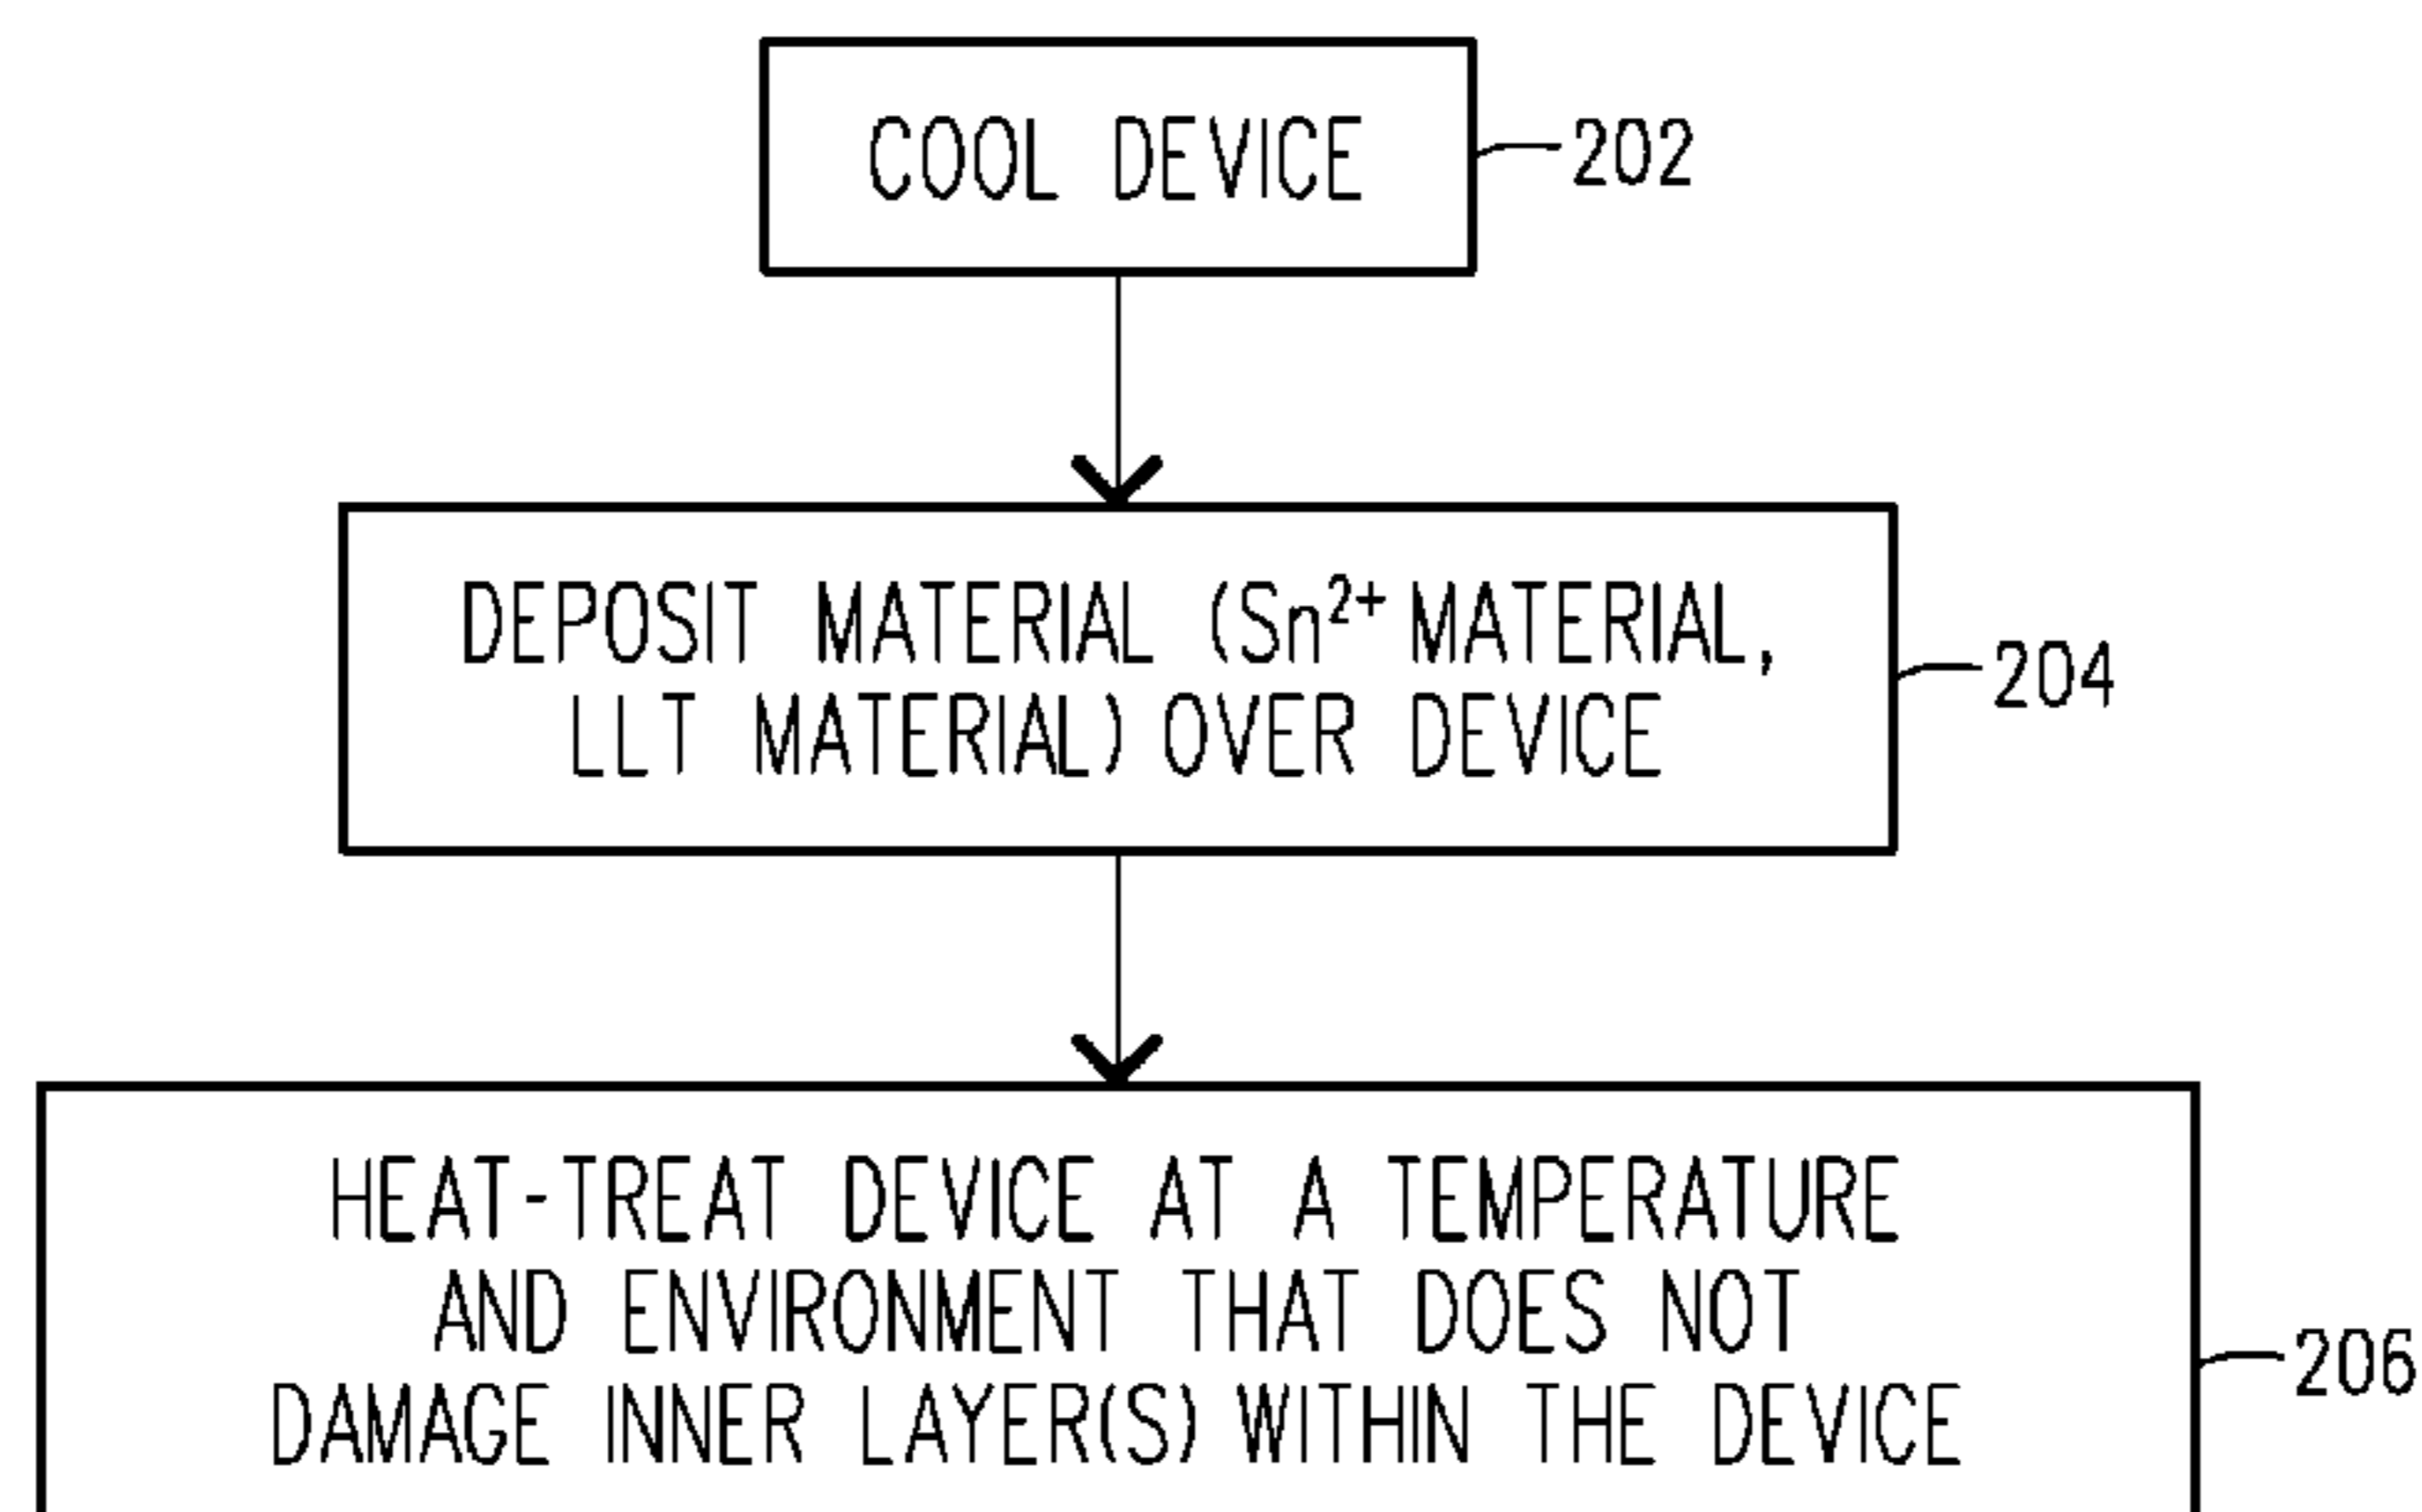 COOL DEVICE
202
DEPOSIT MATERIAL (Sn²⁺ MATERIAL,
LLT MATERIAL) OVER DEVICE
204
HEAT-TREAT DEVICE AT A TEMPERATURE
AND ENVIRONMENT THAT DOES NOT
DAMAGE INNER LAYER(S) WITHIN THE DEVICE
206